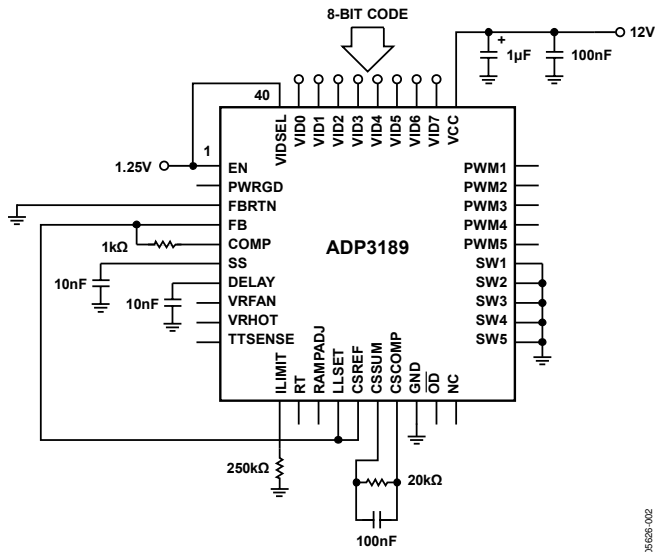 8-BIT CODE
12V
+
1µF
100nF
40
VIDSEL
VID0
VID1
VID2
VID3
VID4
VID5
VID6
VID7
VCC
1
1.25V
EN
PWRGD
FBRTN
FB
COMP
SS
DELAY
VRFAN
VRHOT
TTSENSE
1kΩ
10nF
10nF
ADP3189
PWM1
PWM2
PWM3
PWM4
PWM5
SW1
SW2
SW3
SW4
SW5
ILIMIT
RT
RAMPADJ
LLSET
CSREF
CSSUM
CSCOMP
GND
OD
NC
250kΩ
20kΩ
100nF
05626-002